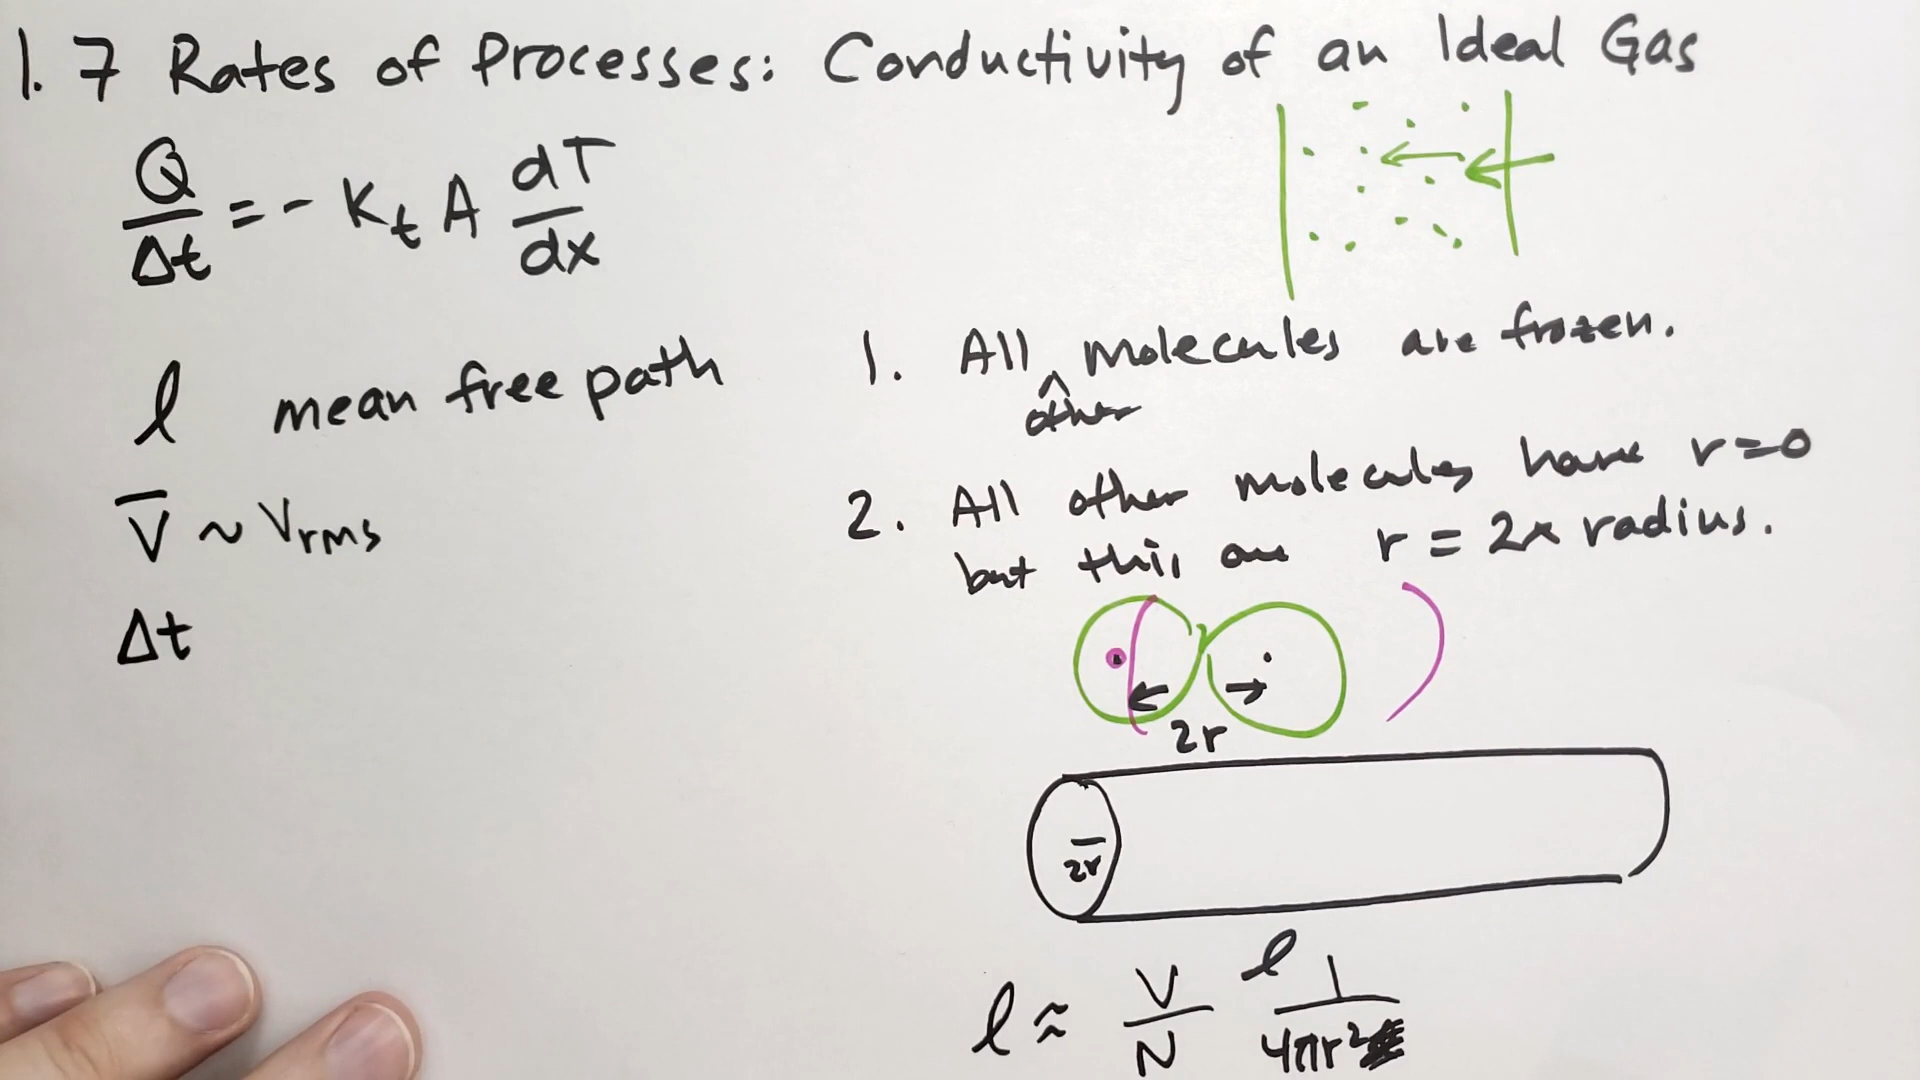 1.7 Rates of Processes: Conductivity of an Ideal Gas
Q/Δt = - Kt A dT/dx
l mean free path
V̄ ~ Vrms
Δt
1. All ^ molecules are frozen.
other
2. All other molecules have r=0
but this one r = 2x radius.
2r
2r
l
l ≈ V/N 1/4πr²